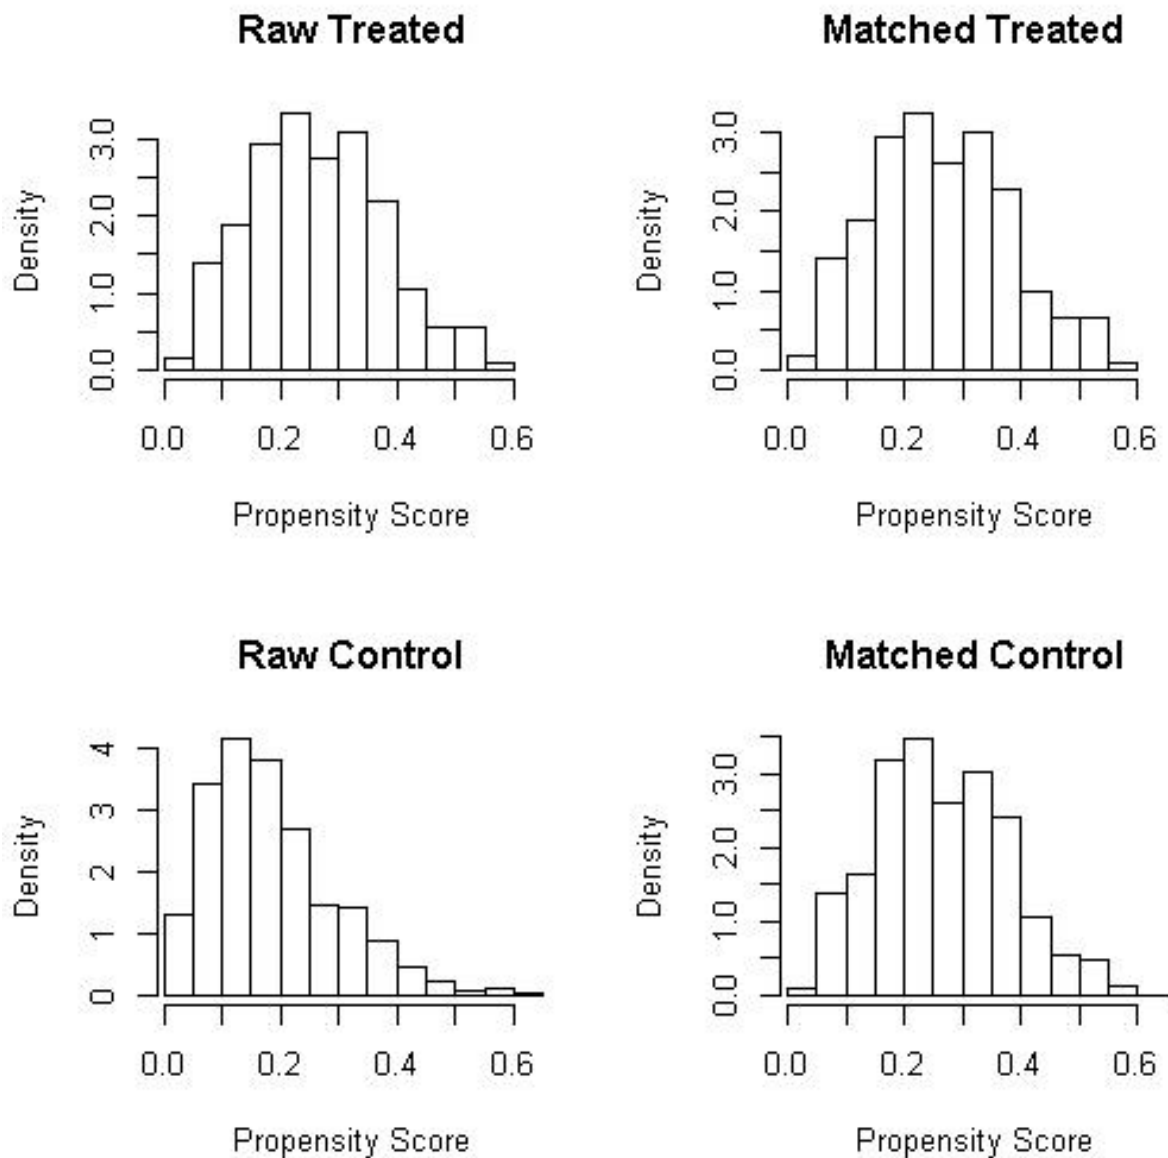 Raw Treated
Density
0.0 1.0 2.0 3.0
0.0 0.2 0.4 0.6
Propensity Score
Matched Treated
Density
0.0 1.0 2.0 3.0
0.0 0.2 0.4 0.6
Propensity Score
Raw Control
Density
0 1 2 3 4
0.0 0.2 0.4 0.6
Propensity Score
Matched Control
Density
0.0 1.0 2.0 3.0
0.0 0.2 0.4 0.6
Propensity Score